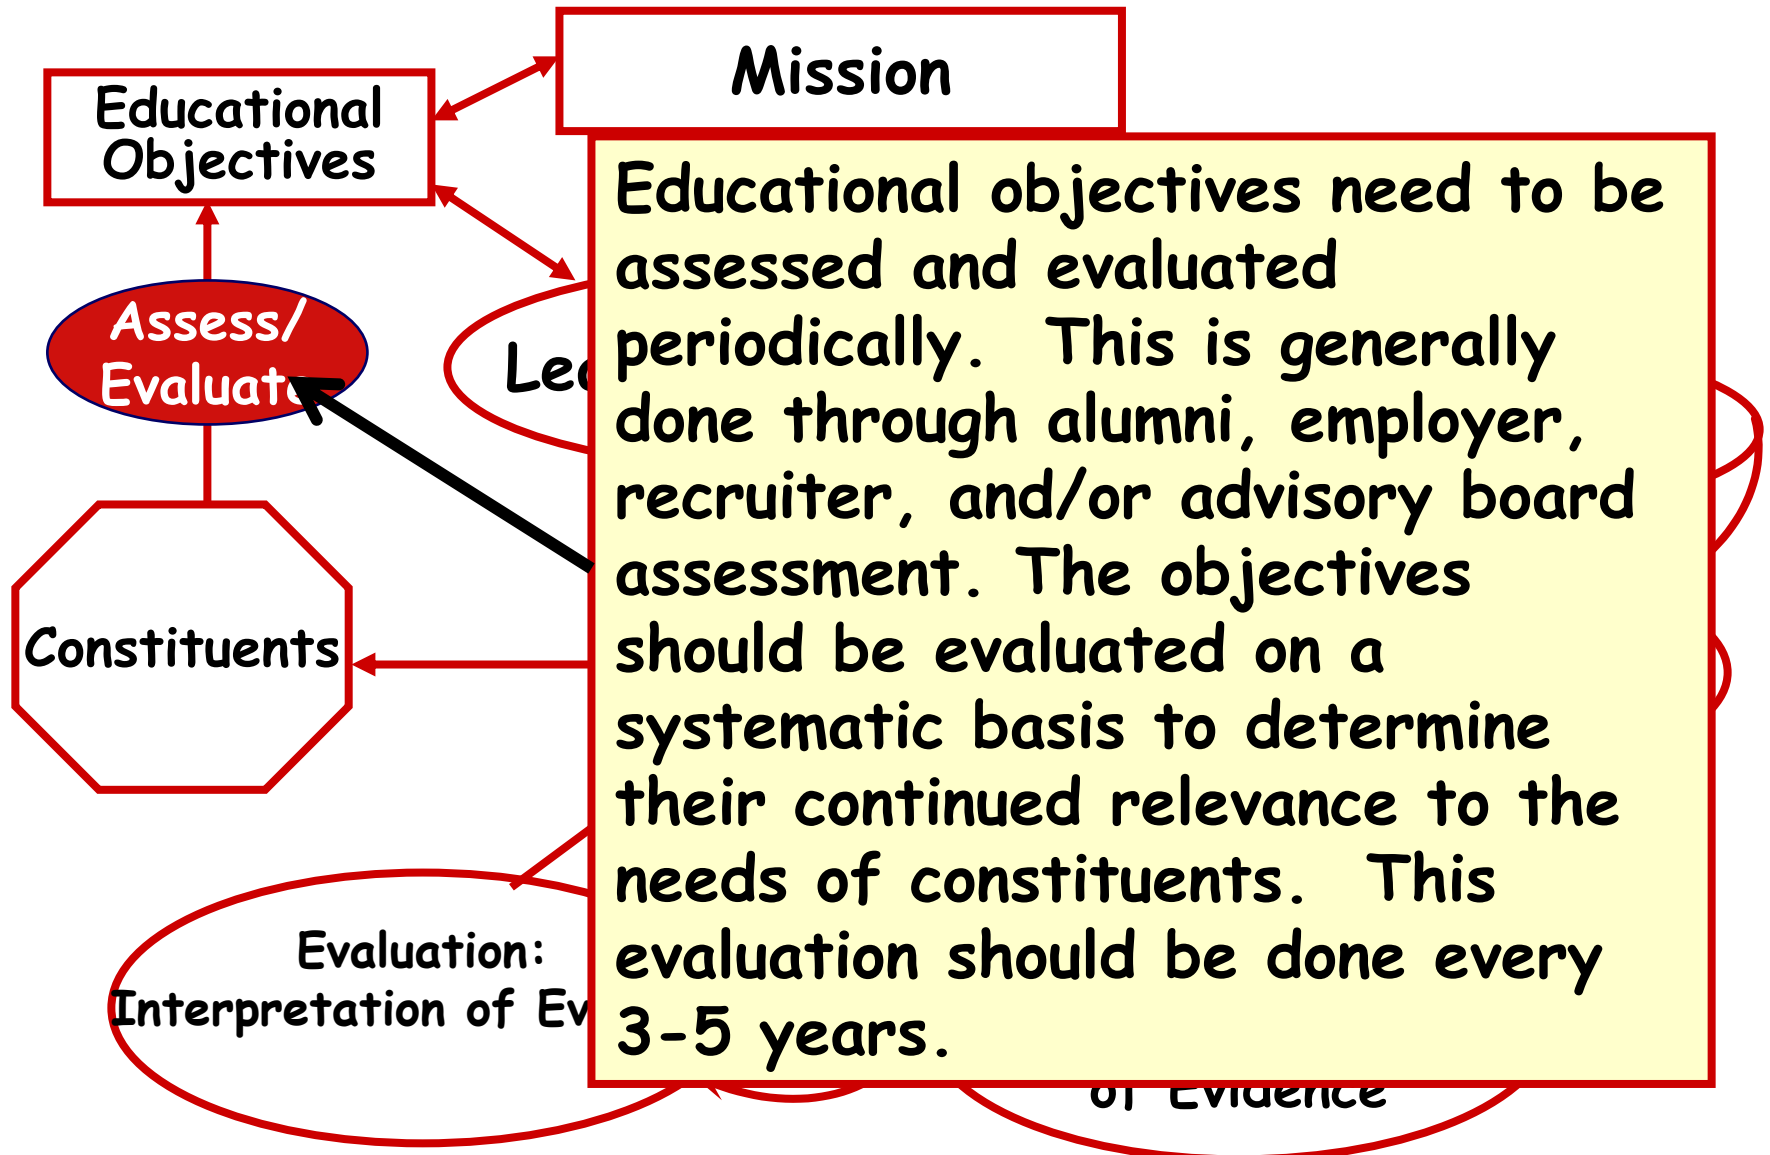 Mission
Educational
Objectives
Educational objectives need to be
assessed and evaluated
periodically.  This is generally
done through alumni, employer,
recruiter, and/or advisory board
assessment. The objectives
should be evaluated on a
systematic basis to determine
their continued relevance to the
needs of constituents.  This
evaluation should be done every
3-5 years.
Assess/
Evaluate
Constituents
Evaluation:
Interpretation of
of Evidence